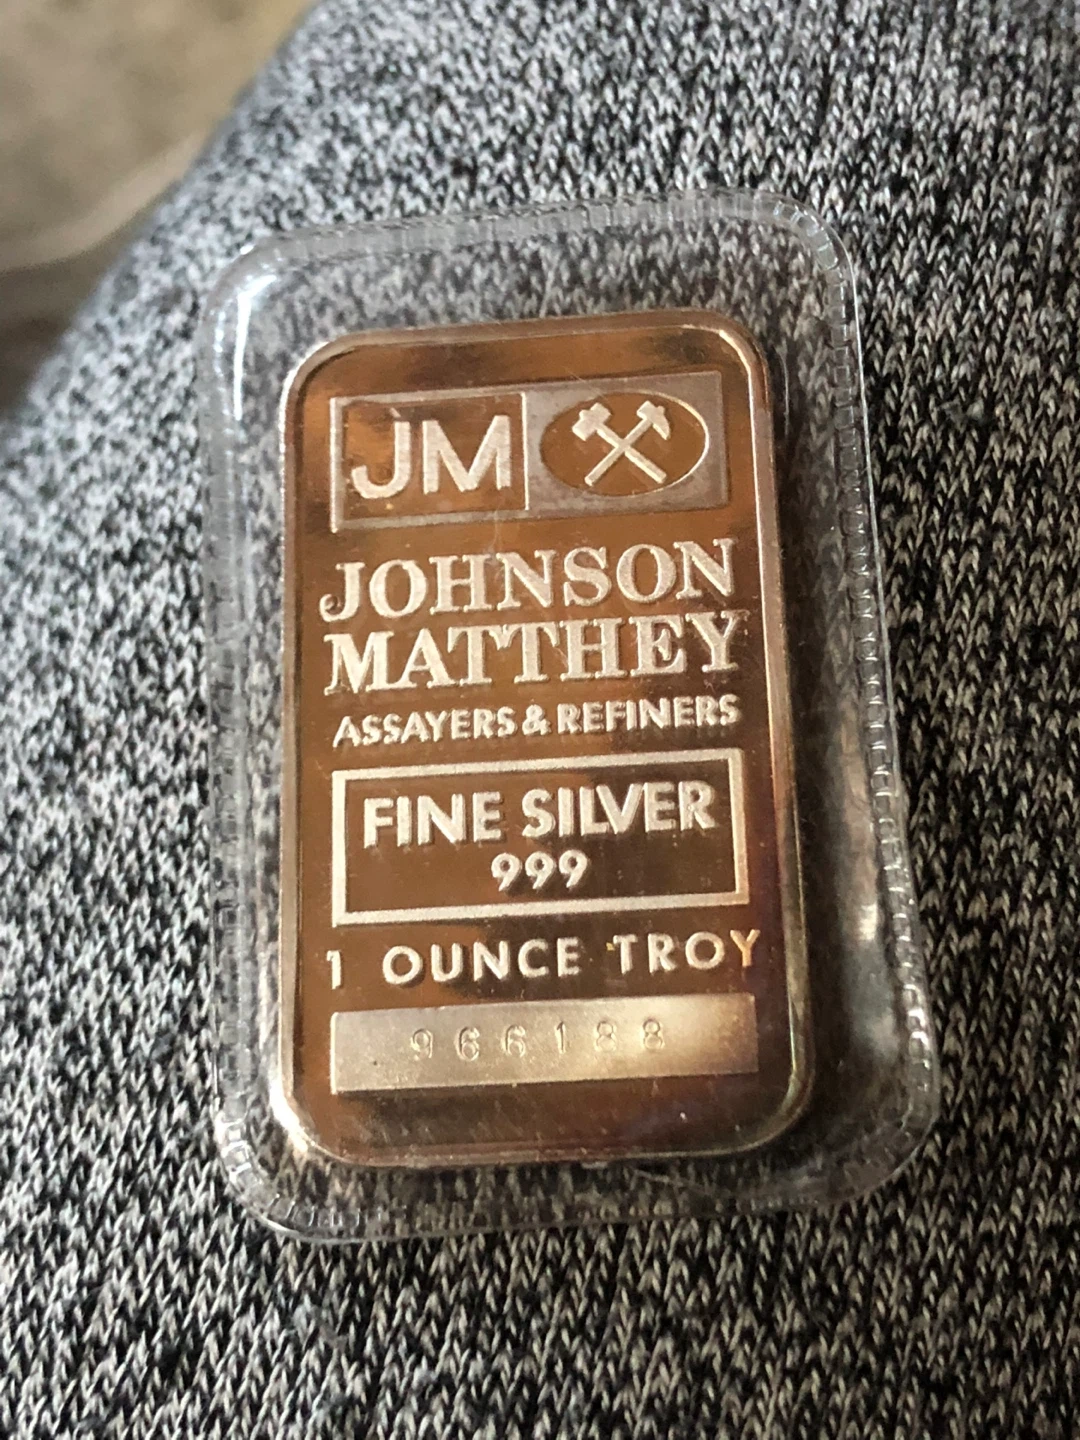 JM
JOHNSON
MATTHEY
ASSAYERS & REFINERS
FINE SILVER
999
1 OUNCE TROY
966188